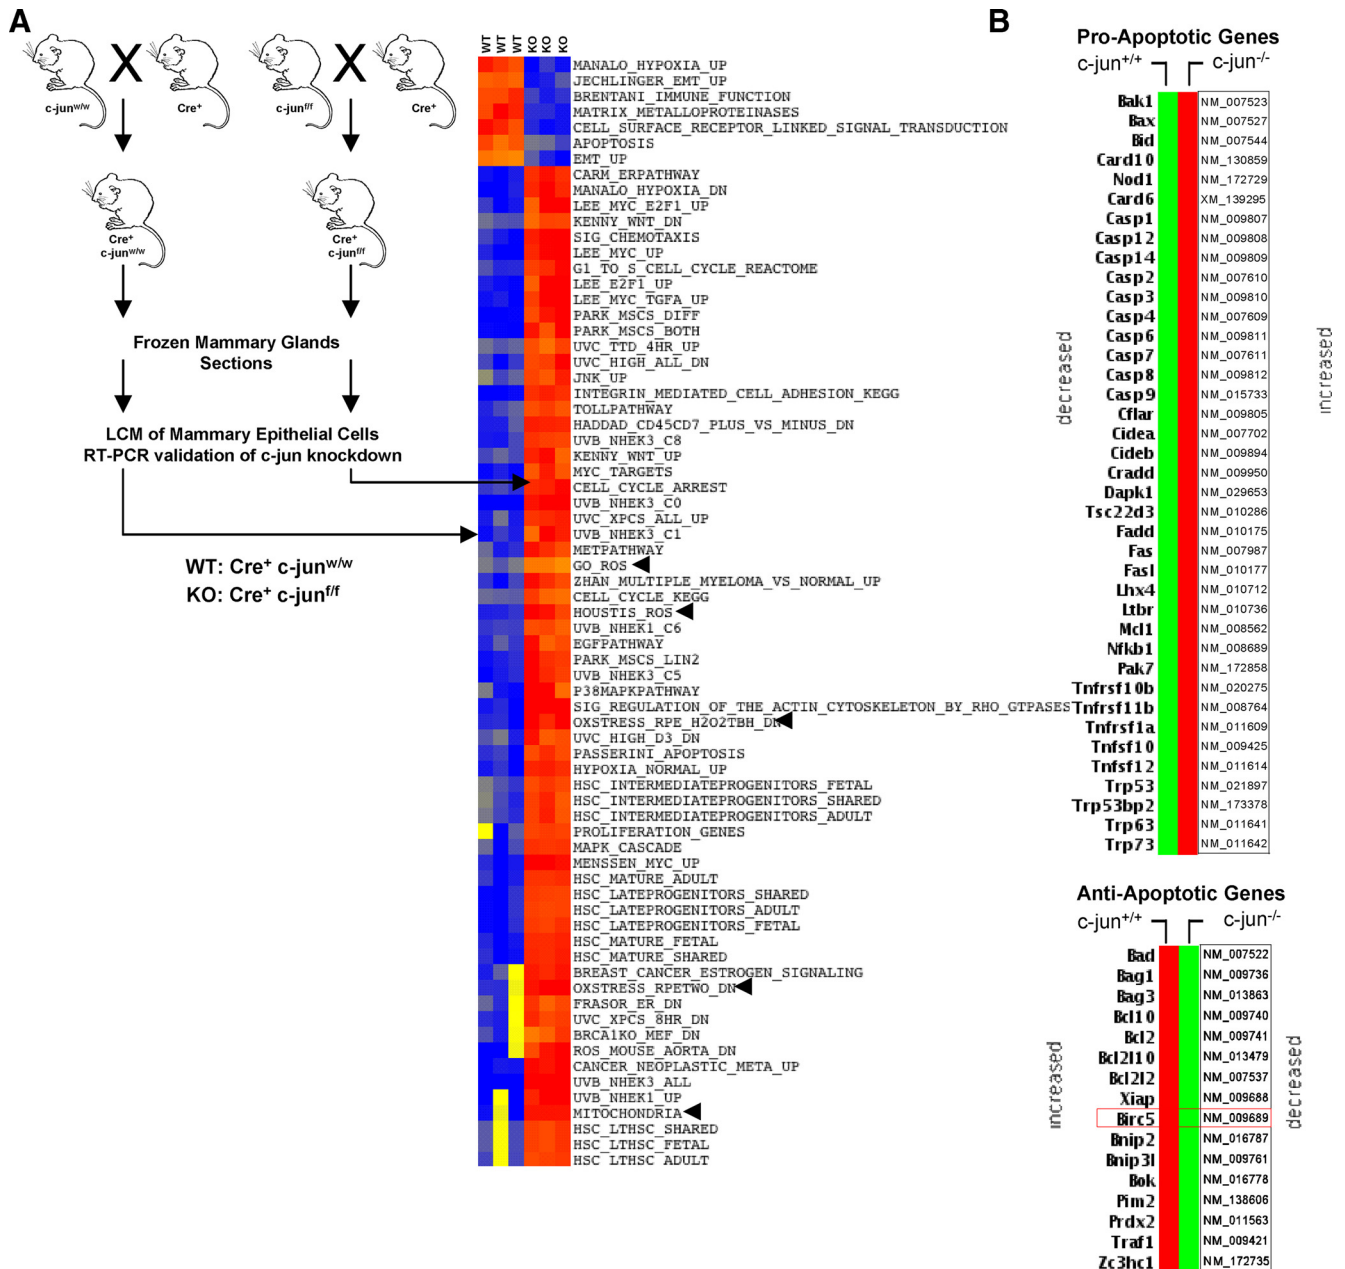 A
X
X
c-jun^w/w
Cre+
c-jun^f/f
Cre+
Cre+
c-jun^w/w
Cre+
c-jun^f/f
Frozen Mammary Glands
Sections
LCM of Mammary Epithelial Cells
RT-PCR validation of c-jun knockdown
WT: Cre+ c-jun^w/w
KO: Cre+ c-jun^f/f
WT WT WT KO KO KO
MANALO_HYPOXIA_UP
JECHLINGER_EMT_UP
BRENTANI_IMMUNE_FUNCTION
MATRIX_METALLOPROTEINASES
CELL_SURFACE_RECEPTOR_LINKED_SIGNAL_TRANSDUCTION
APOPTOSIS
EMT_UP
CARM_ERPATHWAY
MANALO_HYPOXIA_DN
LEE_MYC_E2F1_UP
KENNY_WNT_DN
SIG_CHEMOTAXIS
LEE_MYC_UP
G1_TO_S_CELL_CYCLE_REACTOME
LEE_E2F1_UP
LEE_MYC_TGFA_UP
PARK_MSCS_DIFF
PARK_MSCS_BOTH
UVC_TTD_4HR_UP
UVC_HIGH_ALL_DN
JNK_UP
INTEGRIN_MEDIATED_CELL_ADHESION_KEGG
TOLLPATHWAY
HADDAD_CD45CD7_PLUS_VS_MINUS_DN
UVB_NHEK3_C8
KENNY_WNT_UP
MYC_TARGETS
CELL_CYCLE_ARREST
UVB_NHEK3_C0
UVC_XPCS_ALL_UP
UVB_NHEK3_C1
METPATHWAY
GO_ROS
ZHAN_MULTIPLE_MYELOMA_VS_NORMAL_UP
CELL_CYCLE_KEGG
HOUSTIS_ROS
UVB_NHEK1_C6
EGFPATHWAY
PARK_MSCS_LIN2
UVB_NHEK3_C5
P38MAPKPATHWAY
SIG_REGULATION_OF_THE_ACTIN_CYTOSKELETON_BY_RHO_GTPASES
OXSTRESS_RPE_H2O2TBH_DN
UVC_HIGH_D3_DN
PASSERINI_APOPTOSIS
HYPOXIA_NORMAL_UP
HSC_INTERMEDIATEPROGENITORS_FETAL
HSC_INTERMEDIATEPROGENITORS_SHARED
HSC_INTERMEDIATEPROGENITORS_ADULT
PROLIFERATION_GENES
MAPK_CASCADE
MENSSEN_MYC_UP
HSC_MATURE_ADULT
HSC_LATEPROGENITORS_SHARED
HSC_LATEPROGENITORS_ADULT
HSC_LATEPROGENITORS_FETAL
HSC_MATURE_FETAL
HSC_MATURE_SHARED
BREAST_CANCER_ESTROGEN_SIGNALING
OXSTRESS_RPETWO_DN
FRASOR_ER_DN
UVC_XPCS_8HR_DN
BRCA1KO_MEF_DN
ROS_MOUSE_AORTA_DN
CANCER_NEOPLASTIC_META_UP
UVB_NHEK3_ALL
UVB_NHEK1_UP
MITOCHONDRIA
HSC_LTHSC_SHARED
HSC_LTHSC_FETAL
HSC_LTHSC_ADULT
B
Pro-Apoptotic Genes
c-jun+/+ c-jun-/-
decreased
increased
Bak1 NM_007523
Bax NM_007527
Bid NM_007544
Card10 NM_130859
Nod1 NM_172729
Card6 XM_139295
Casp1 NM_009807
Casp12 NM_009808
Casp14 NM_009809
Casp2 NM_007610
Casp3 NM_009810
Casp4 NM_007609
Casp6 NM_009811
Casp7 NM_007611
Casp8 NM_009812
Casp9 NM_015733
Cflar NM_009805
Cidea NM_007702
Cideb NM_009894
Cradd NM_009950
Dapk1 NM_029653
Tsc22d3 NM_010286
Fadd NM_010175
Fas NM_007987
Fasl NM_010177
Lhx4 NM_010712
Ltbr NM_010736
Mcl1 NM_008562
Nfkb1 NM_008689
Pak7 NM_172858
Tnfrsf10b NM_020275
Tnfrsf11b NM_008764
Tnfrsf1a NM_011609
Tnfsf10 NM_009425
Tnfsf12 NM_011614
Trp53 NM_021897
Trp53bp2 NM_173378
Trp63 NM_011641
Trp73 NM_011642
Anti-Apoptotic Genes
c-jun+/+ c-jun-/-
increased
decreased
Bad NM_007522
Bag1 NM_009736
Bag3 NM_013863
Bcl10 NM_009740
Bcl2 NM_009741
Bcl2l10 NM_013479
Bcl2l2 NM_007537
Xiap NM_009688
Birc5 NM_009689
Bnip2 NM_016787
Bnip3l NM_009761
Bok NM_016778
Pim2 NM_138606
Prdx2 NM_011563
Traf1 NM_009421
Zc3hc1 NM_172735